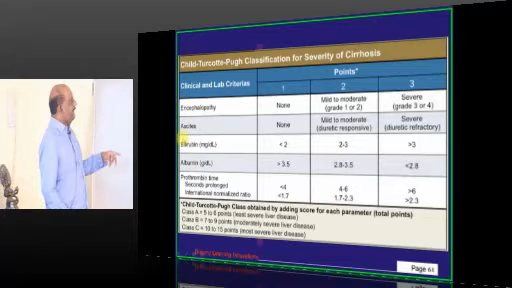 Child-Turcotte-Pugh Classification for Severity of Cirrhosis
Clinical and Lab Criterias
Points*
1 2 3
Encephalopathy None Mild to moderate (grade 1 or 2) Severe (grade 3 or 4)
Ascites None Mild to moderate (diuretic responsive) Severe (diuretic refractory)
Bilirubin (mg/dL) < 2 2-3 >3
Albumin (g/dL) > 3.5 2.8-3.5 <2.8
Prothrombin time
Seconds prolonged <4 4-6 >6
International normalized ratio <1.7 1.7-2.3 >2.3
*Child-Turcotte-Pugh Class obtained by adding score for each parameter (total points)
Class A = 5 to 6 points (least severe liver disease)
Class B = 7 to 9 points (moderately severe liver disease)
Class C = 10 to 15 points (most severe liver disease)